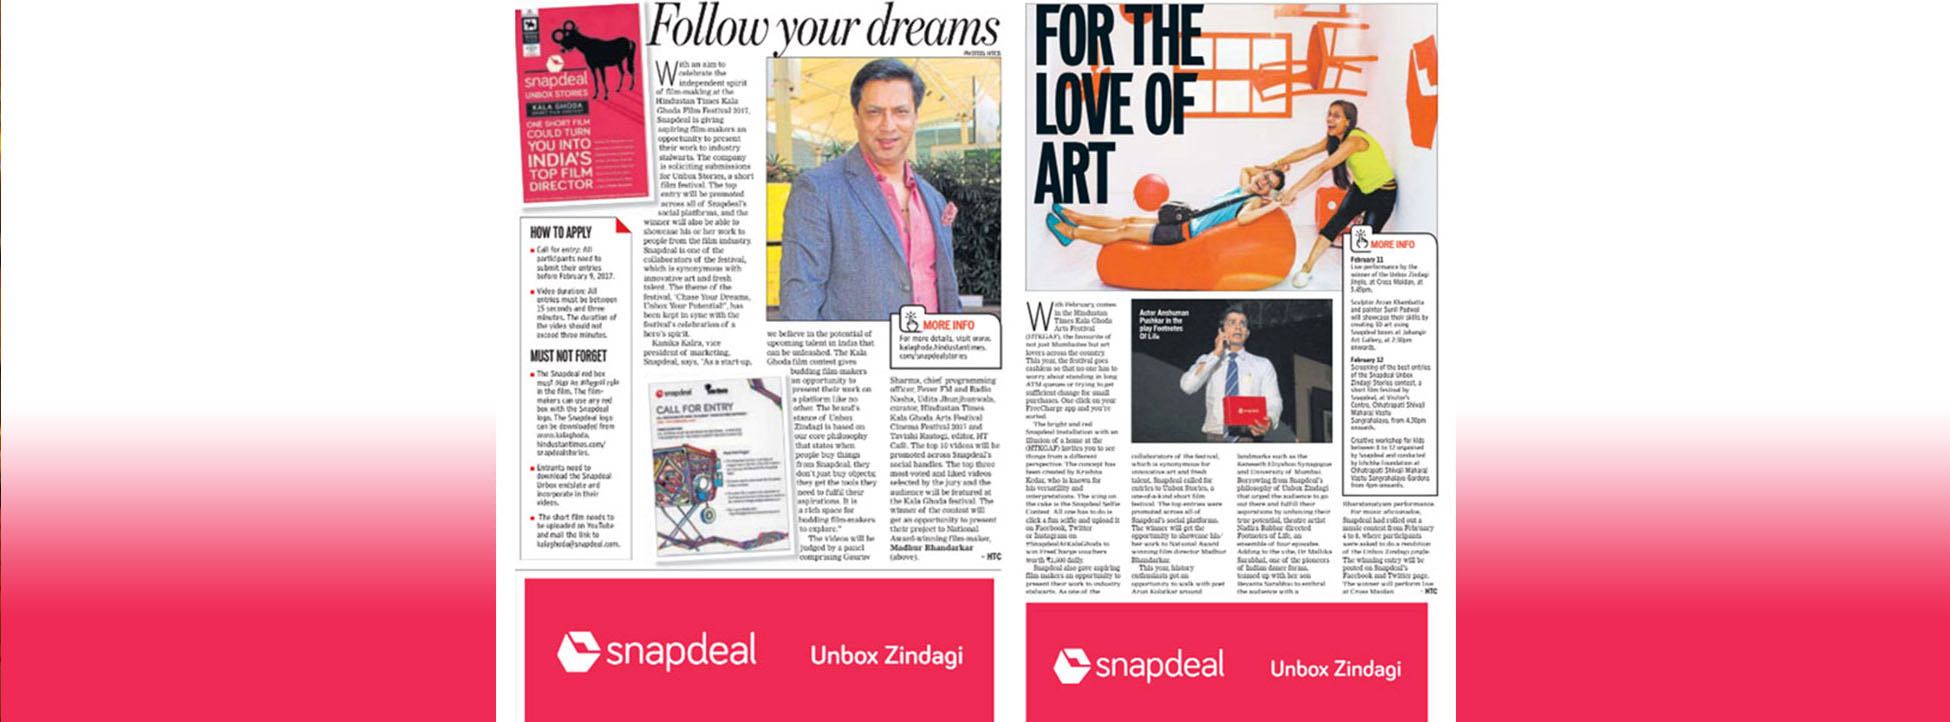 Follow your dreams
PHOTOS: HTCS
snapdeal
UNBOX STORIES
KALA GHODA
ONE SHORT FILM
COULD TURN
YOU INTO
INDIA'S
TOP FILM
DIRECTOR
HOW TO APPLY
Call for entry: All
participants need to
submit their entries
before February 9, 2017.
Video duration: All
entries must be between
15 seconds and three
minutes. The duration of
the video should not
exceed three minutes.
MUST NOT FORGET
The Snapdeal red box
must play an integral role
in the film. The film-
makers can use any red
box with the Snapdeal
logo. The Snapdeal logo
can be downloaded from
www.kalaghoda.
hindustantimes.com/
snapdealstories.
Entrants need to
download the Snapdeal
Unbox endslate and
incorporate in their
videos.
The short film needs to
be uploaded on YouTube
and mail the link to
kalaghoda@snapdeal.com.
With an aim to
celebrate the
independent spirit
of film-making at the
Hindustan Times Kala
Ghoda Film Festival 2017,
Snapdeal is giving
aspiring film-makers an
opportunity to present
their work to industry
stalwarts. The company
is soliciting submissions
for Unbox Stories, a short
film festival. The top
entry will be promoted
across all of Snapdeal's
social platforms, and the
winner will also be able to
showcase his or her work to
people from the film industry.
Snapdeal is one of the
collaborators of the festival,
which is synonymous with
innovative art and fresh
talent. The theme of the
festival, "Chase Your Dreams,
Unbox Your Potential!", has
been kept in sync with the
festival's celebration of a
hero's spirit.
Kanika Kalra, vice
president of marketing,
Snapdeal, says, "As a start-up,
snapdeal
CALL FOR ENTRY
we believe in the potential of
upcoming talent in India that
can be unleashed. The Kala
Ghoda film contest gives
budding film-makers
an opportunity to
present their work on
a platform like no
other. The brand's
stance of Unbox
Zindagi is based on
our core philosophy
that states when
people buy things
from Snapdeal, they
don't just buy objects;
they get the tools they
need to fulfil their
aspirations. It is
a rich space for
budding film-makers
to explore."
The videos will be
judged by a panel
comprising Gaurav
MORE INFO
For more details, visit www.
kalaghoda.hindustantimes.
com/snapdealstories
Sharma, chief programming
officer, Fever FM and Radio
Nasha, Udita Jhunjhunwala,
curator, Hindustan Times
Kala Ghoda Arts Festival
Cinema Festival 2017 and
Tavishi Rastogi, editor, HT
Café. The top 10 videos will be
promoted across Snapdeal's
social handles. The top three
most voted and liked videos
selected by the jury and the
audience will be featured at
the Kala Ghoda festival. The
winner of the contest will
get an opportunity to present
their project to National
Award-winning film-maker,
Madhur Bhandarkar
(above). - HTC
snapdeal Unbox Zindagi
FOR THE
LOVE OF
ART
With February, comes
in the Hindustan
Times Kala Ghoda
Arts Festival
(HTKGAF), the favourite of
not just Mumbaites but art
lovers across the country.
This year, the festival goes
cashless so that no one has to
worry about standing in long
ATM queues or trying to get
sufficient change for small
purchases. One click on your
FreeCharge app and you're
sorted.
The bright and red
Snapdeal installation with an
illusion of a home at the
(HTKGAF) invites you to see
things from a different
perspective. The concept has
been created by Krishna
Kedar, who is known for
his versatility and
interpretations. The icing on
the cake is the Snapdeal Selfie
Contest. All one has to do is
click a fun selfie and upload it
on Facebook, Twitter
or Instagram on
#SnapdealAtKalaGhoda to
win FreeCharge vouchers
worth ₹2,500 daily.
Snapdeal also gave aspiring
film-makers an opportunity to
present their work to industry
stalwarts. As one of the
Actor Anshuman
Pushkar in the
play Footnotes
Of Life
collaborators of the festival,
which is synonymous for
innovative art and fresh
talent, Snapdeal called for
entries to Unbox Stories, a
one-of-a-kind short film
festival. The top entries were
promoted across all of
Snapdeal's social platforms.
The winner will get the
opportunity to showcase his/
her work to National Award
winning film director Madhur
Bhandarkar.
This year, history
enthusiasts get an
opportunity to walk with poet
Arun Kolatkar around
landmarks such as the
Kenneseth Eliyahoo Synagogue
and University of Mumbai.
Borrowing from Snapdeal's
philosophy of Unbox Zindagi
that urged the audience to go
out there and fulfill their
aspirations by unboxing their
true potential, theatre artist
Nadira Babbar directed
Footnotes of Life, an
ensemble of four episodes.
Adding to the vibe, Dr Mallika
Sarabhai, one of the pioneers
of Indian dance forms,
teamed up with her son
Revanta Sarabhai to enthral
the audience with a
MORE INFO
February 11
Live performance by the
winner of the Unbox Zindagi
Jingle, at Cross Maidan, at
Sculptor Arzan Khambatta
and painter Sunil Padwal
will showcase their skills by
creating 3D art using
Snapdeal boxes at Jehangir
Art Gallery, at 2:30pm
onwards.
February 12
Screening of the best entries
of the Snapdeal Unbox
Zindagi Stories contest, a
short film festival by
Snapdeal, at Visitor's
Centre, Chhatrapati Shivaji
Maharaj Vastu
Sangrahalaya, from 4.30pm
onwards.
Creative workshop for kids
between 8 to 12 organised
by Snapdeal and conducted
by Ichchha Foundation at
Chhatrapati Shivaji Maharaj
Vastu Sangrahalaya Gardens
from 4pm onwards.
Bharatanatyam performance.
For music aficionados,
Snapdeal had rolled out a
music contest from February
4 to 8, where participants
were asked to do a rendition
of the Unbox Zindagi jingle.
The winning entry will be
posted on Snapdeal's
Facebook and Twitter page.
The winner will perform live
at Cross Maidan. - HTC
snapdeal Unbox Zindagi